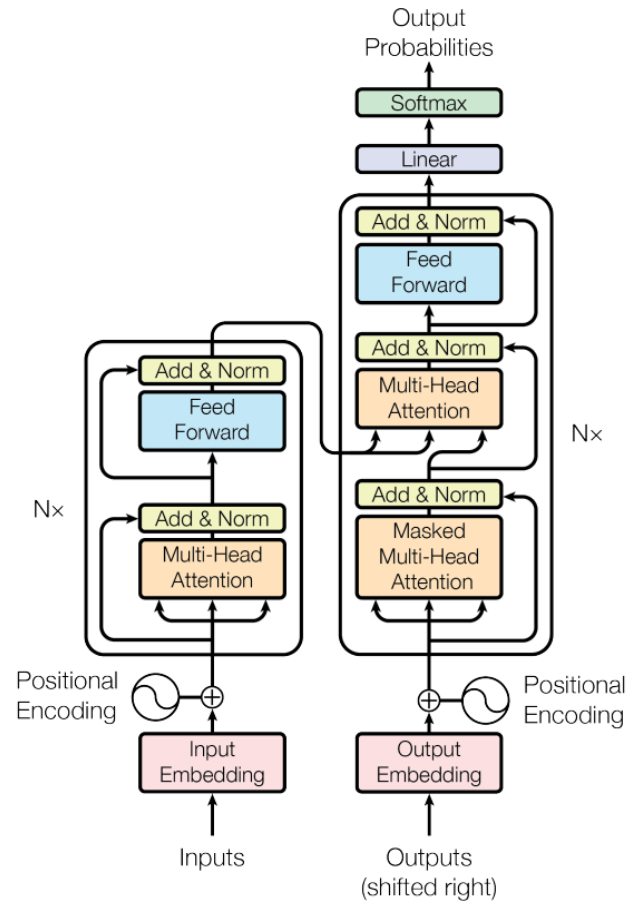 Output
Probabilities
Softmax
Linear
Add & Norm
Feed
Forward
Add & Norm
Multi-Head
Attention
Add & Norm
Masked
Multi-Head
Attention
N×
Add & Norm
Feed
Forward
Add & Norm
Multi-Head
Attention
N×
Positional
Encoding
Positional
Encoding
Input
Embedding
Output
Embedding
Inputs
Outputs
(shifted right)